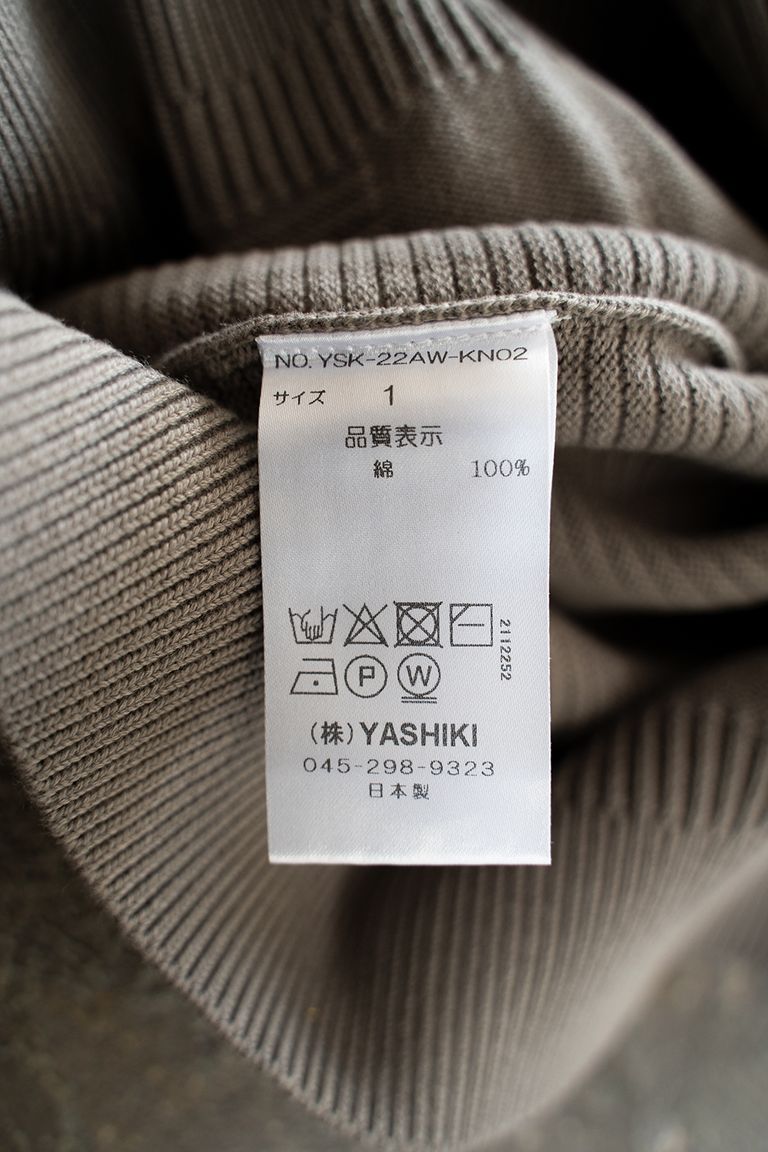 NO. YSK-22AW-KN02
サイズ 1
品質表示
綿 100%
2112252
P W
(株)YASHIKI
045-298-9323
日本製